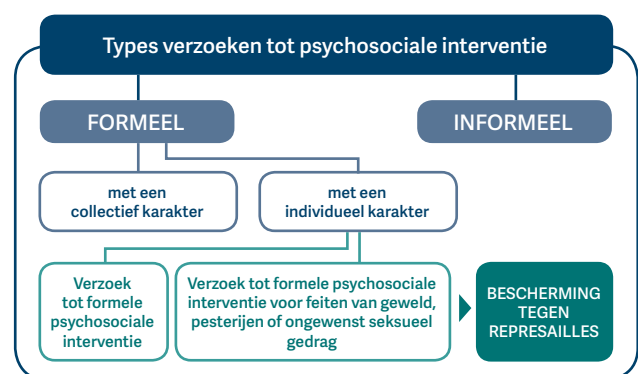 Types verzoeken tot psychosociale interventie
FORMEEL
INFORMEEL
met een
collectief karakter
met een
individueel karakter
Verzoek
tot formele
psychosociale
interventie
Verzoek tot formele psychosociale
interventie voor feiten van geweld,
pesterijen of ongewenst seksueel
gedrag
BESCHERMING
TEGEN
REPRESAILLES